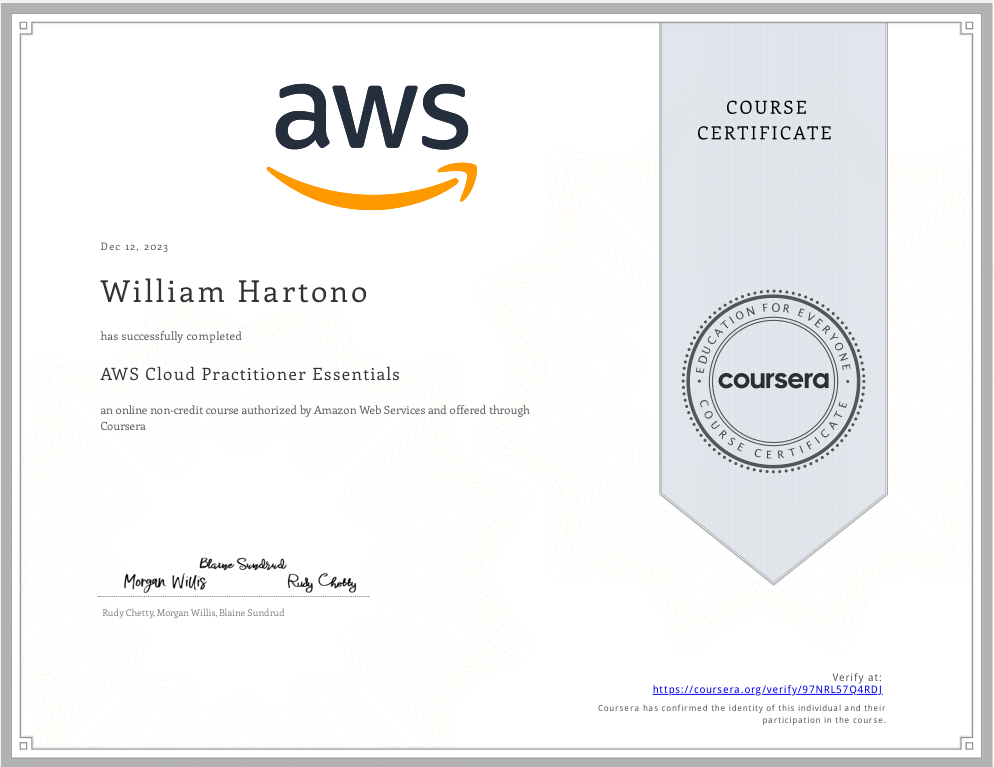 aws
COURSE
CERTIFICATE
Dec 12, 2023
William Hartono
has successfully completed
AWS Cloud Practitioner Essentials
an online non-credit course authorized by Amazon Web Services and offered through
Coursera
EDUCATION FOR EVERYONE
coursera
COURSE CERTIFICATE
Blaine Sundrud
Morgan Willis
Rudy Chetty
Rudy Chetty, Morgan Willis, Blaine Sundrud
Verify at:
https://coursera.org/verify/97NRL57Q4RDJ
Coursera has confirmed the identity of this individual and their
participation in the course.